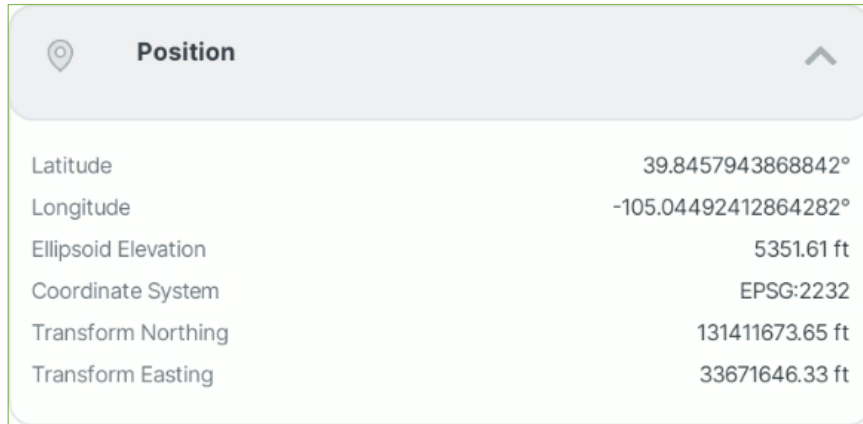 Position
Latitude 39.8457943868842°
Longitude -105.04492412864282°
Ellipsoid Elevation 5351.61 ft
Coordinate System EPSG:2232
Transform Northing 131411673.65 ft
Transform Easting 33671646.33 ft